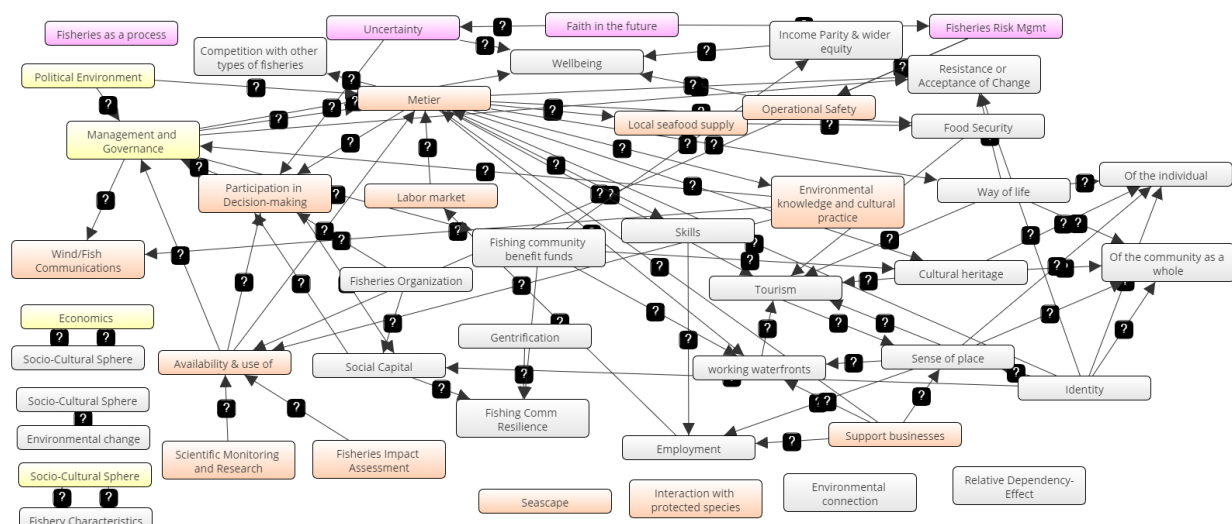 Fisheries as a process
Uncertainty
Faith in the future
Fisheries Risk Mgmt
Competition with other
types of fisheries
Income Parity & wider
equity
Wellbeing
Political Environment
Resistance or
Acceptance of Change
Metier
Operational Safety
Local seafood supply
Food Security
Management and
Governance
Of the individual
Participation in
Decision-making
Labor market
Environmental
knowledge and cultural
practice
Way of life
Skills
Fishing community
benefit funds
Wind/Fish
Communications
Of the community as a
whole
Cultural heritage
Fisheries Organization
Tourism
Economics
Gentrification
Socio-Cultural Sphere
Availability & use of
Social Capital
working waterfronts
Sense of place
Identity
Socio-Cultural Sphere
Fishing Comm
Resilience
Environmental change
Support businesses
Employment
Scientific Monitoring
and Research
Fisheries Impact
Assessment
Socio-Cultural Sphere
Environmental
connection
Relative Dependency-
Effect
Seascape
Interaction with
protected species
Fishery Characteristics